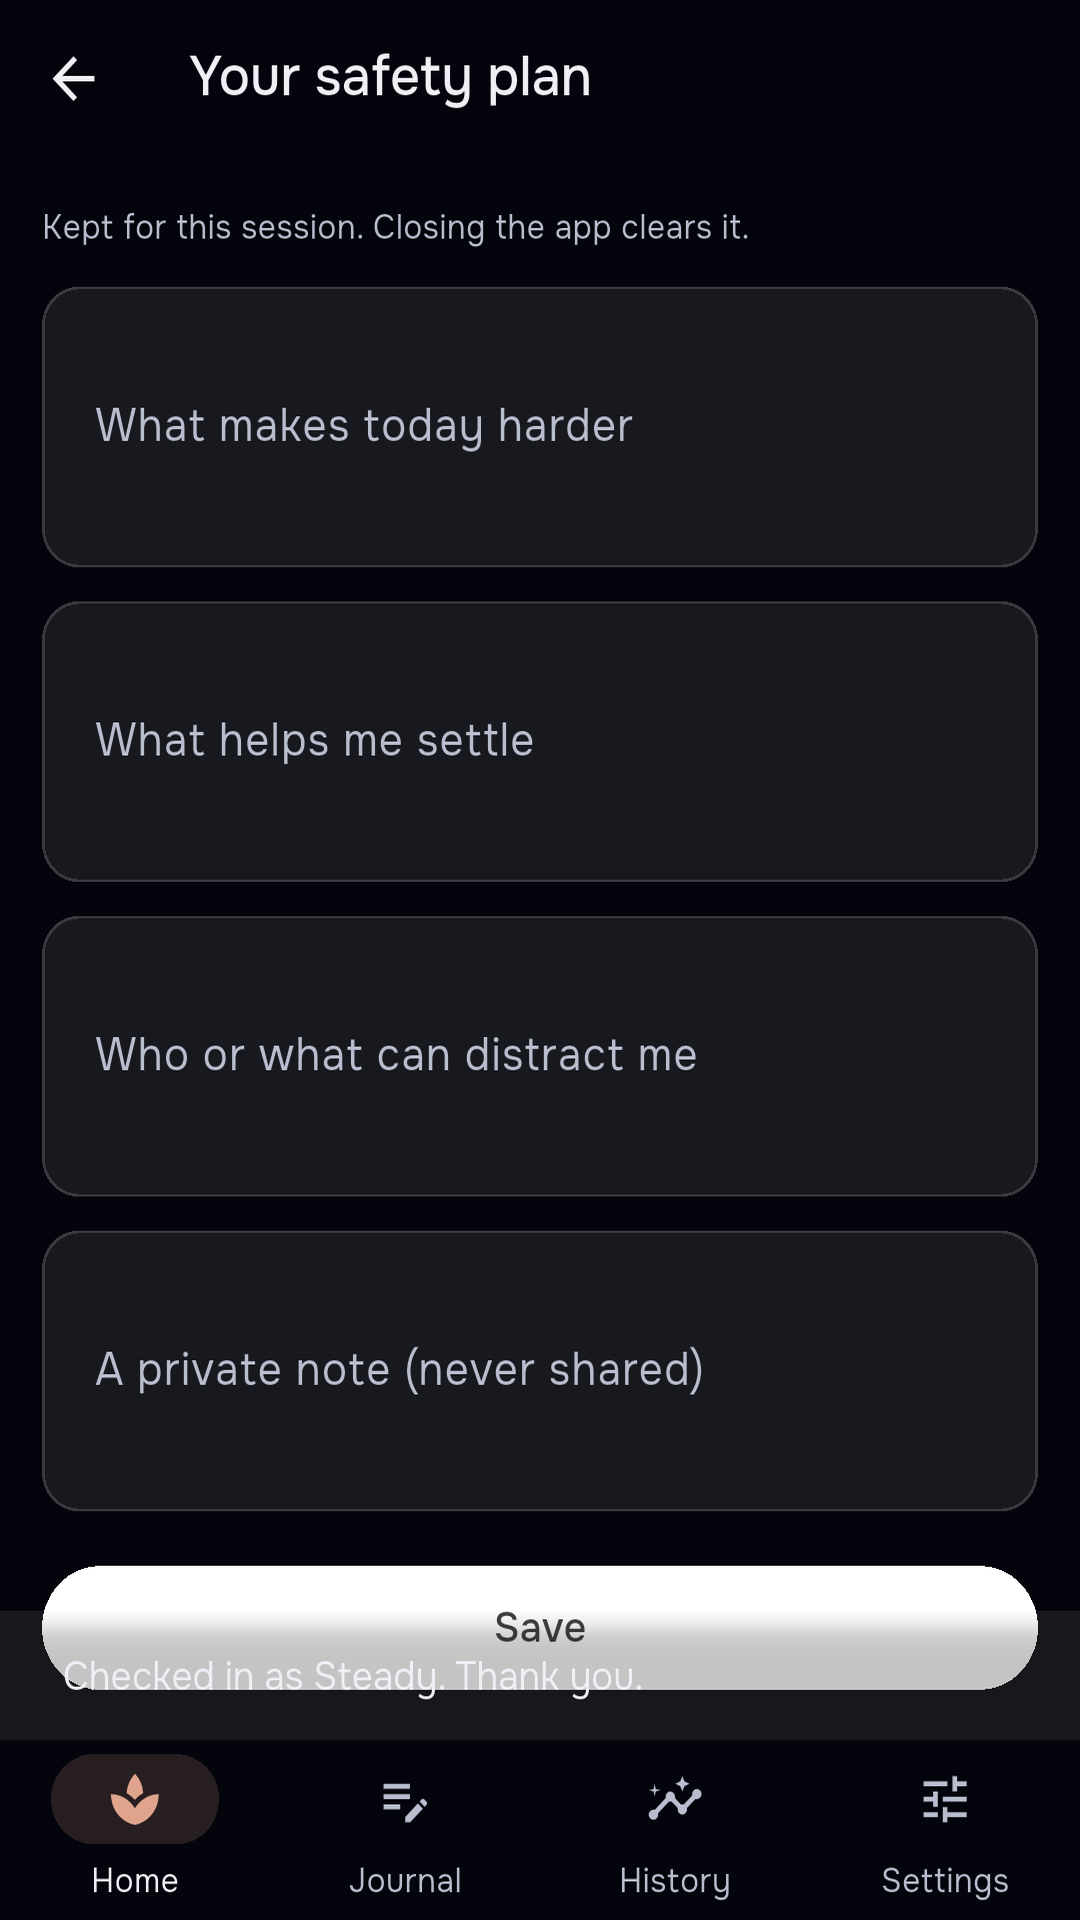 Your safety plan
Kept for this session. Closing the app clears it.
What makes today harder
What helps me settle
Who or what can distract me
A private note (never shared)
Save
Checked in as Steady. Thank you.
Home
Journal
History
Settings